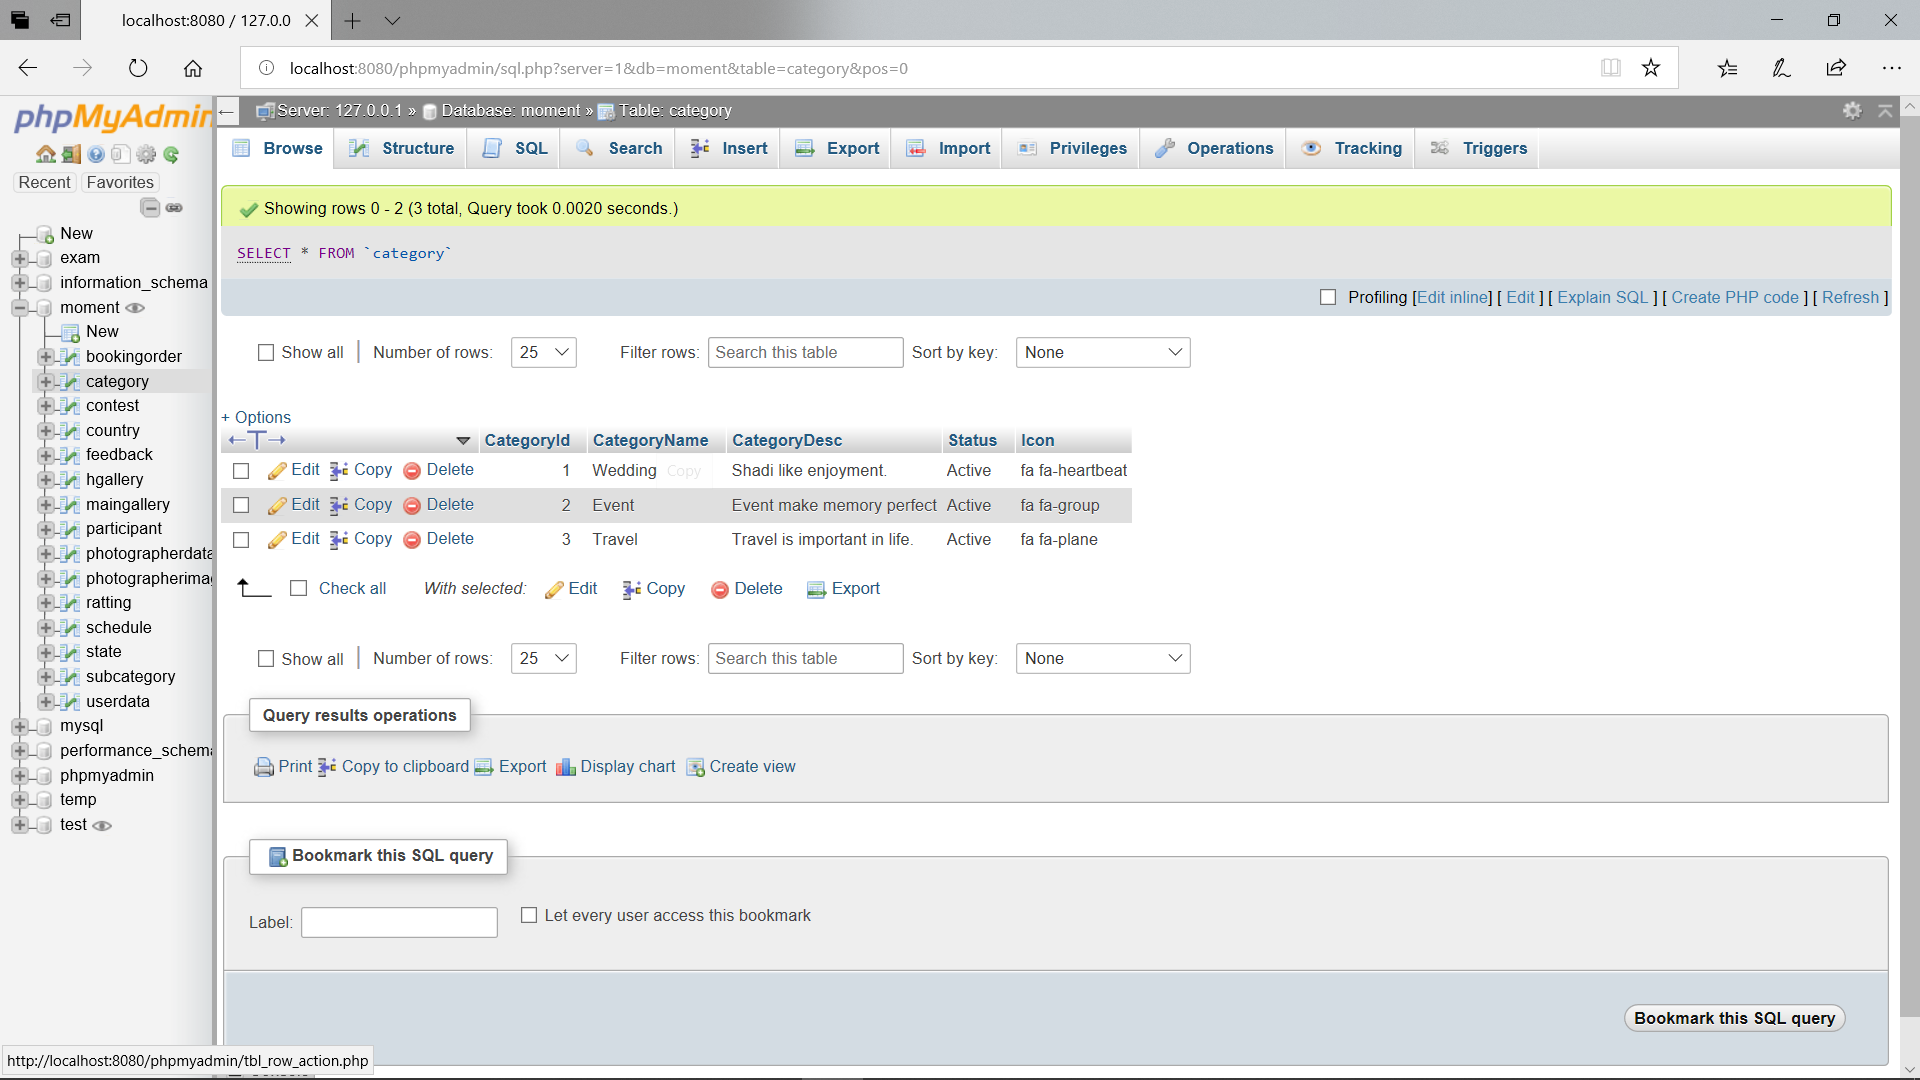 localhost:8080 / 127.0.0
localhost:8080/phpmyadmin/sql.php?server=1&db=moment&table=category&pos=0
phpMyAdmin
Server: 127.0.0.1 » Database: moment » Table: category
Browse Structure SQL Search Insert Export Import Privileges Operations Tracking Triggers
Recent Favorites
New
exam
information_schema
moment
New
bookingorder
category
contest
country
feedback
hgallery
maingallery
participant
photographerdata
photographerima
ratting
schedule
state
subcategory
userdata
mysql
performance_schema
phpmyadmin
temp
test
Showing rows 0 - 2 (3 total, Query took 0.0020 seconds.)
SELECT * FROM `category`
Profiling [Edit inline] [ Edit ] [ Explain SQL ] [ Create PHP code ] [ Refresh ]
Show all | Number of rows: 25 Filter rows: Search this table Sort by key: None
+ Options
←T→ CategoryId CategoryName CategoryDesc Status Icon
Edit Copy Delete 1 Wedding Copy Shadi like enjoyment. Active fa fa-heartbeat
Edit Copy Delete 2 Event Event make memory perfect Active fa fa-group
Edit Copy Delete 3 Travel Travel is important in life. Active fa fa-plane
Check all With selected: Edit Copy Delete Export
Show all | Number of rows: 25 Filter rows: Search this table Sort by key: None
Query results operations
Print Copy to clipboard Export Display chart Create view
Bookmark this SQL query
Label: Let every user access this bookmark
Bookmark this SQL query
http://localhost:8080/phpmyadmin/tbl_row_action.php